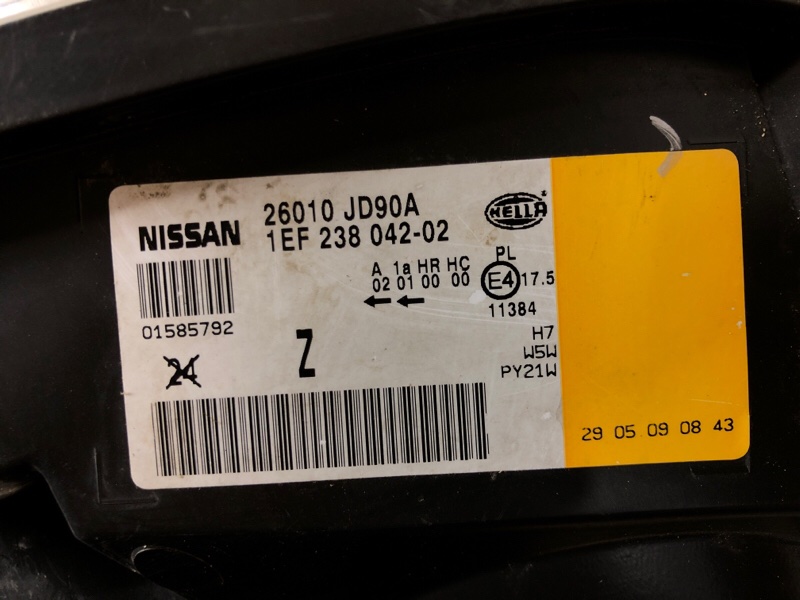 NISSAN
26010 JD90A
1EF 238 042-02
HELLA
A 1a HR HC
02 01 00 00
PL
E4 17.5
11384
01585792
24
Z
H7
W5W
PY21W
29 05 09 08 43